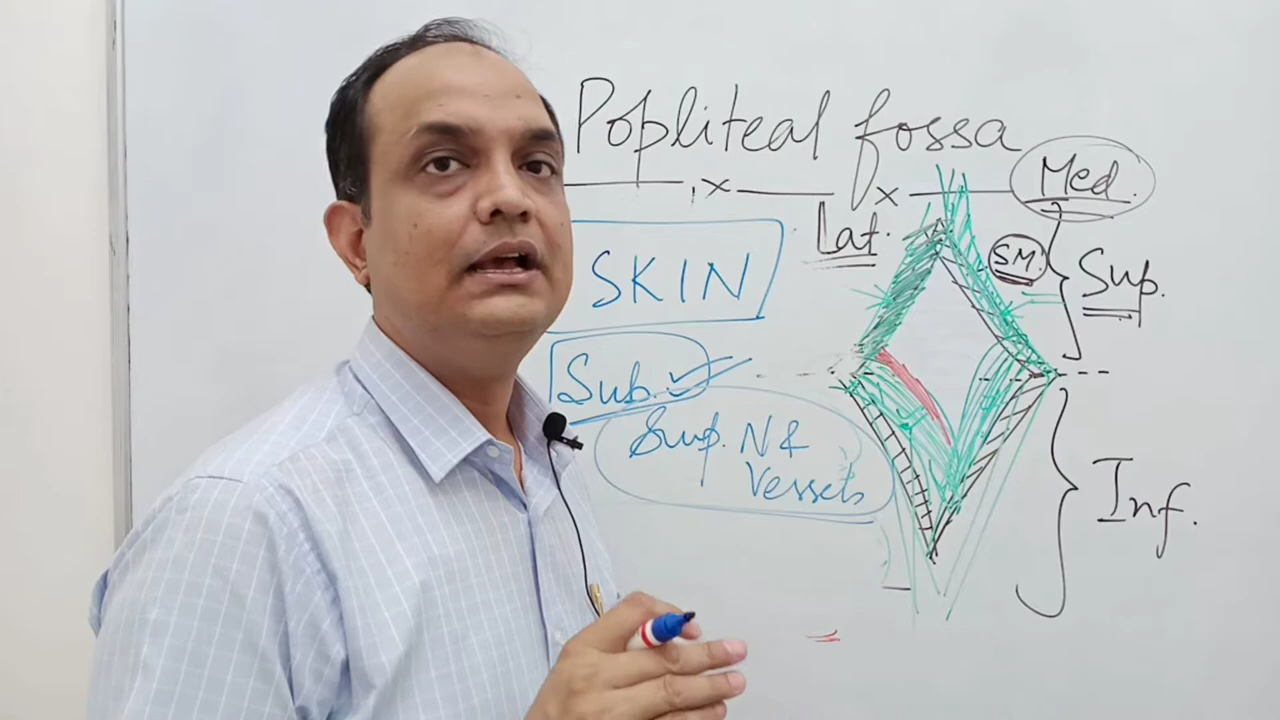 Popliteal fossa
Med.
Lat.
SM.
SKIN
Sup.
Sub.
Sup. N &
Vessels
Inf.